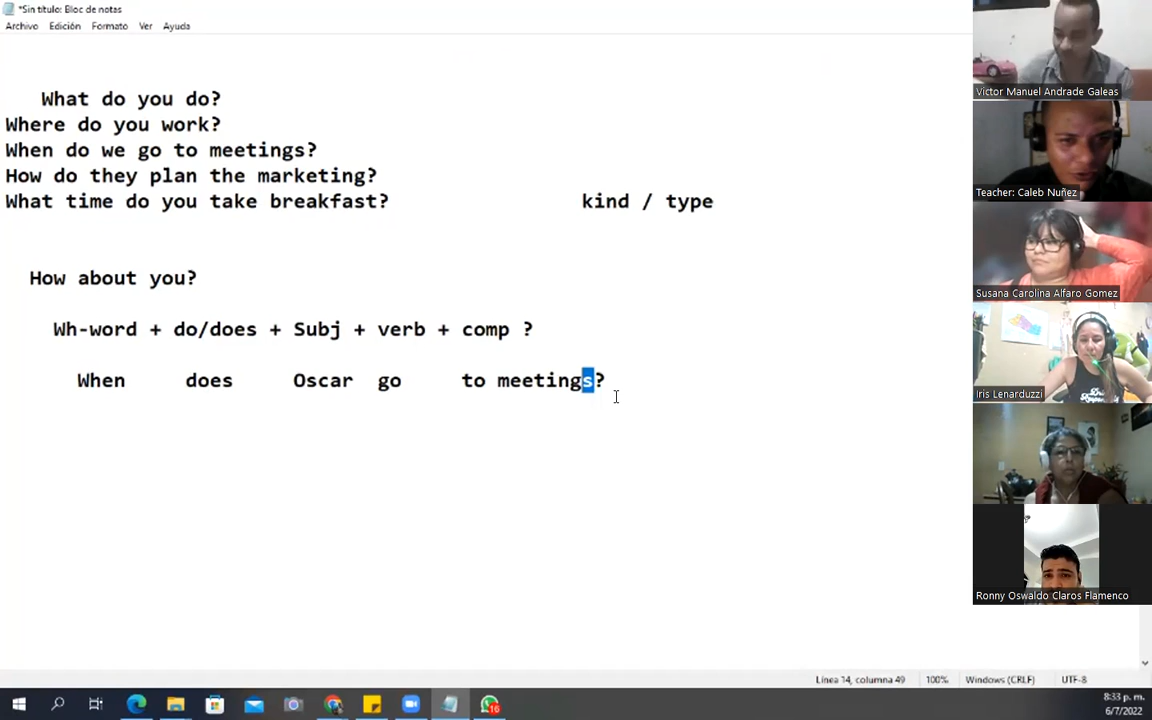 *Sin título: Bloc de notas
Archivo Edición Formato Ver Ayuda
What do you do?
Where do you work?
When do we go to meetings?
How do they plan the marketing?
What time do you take breakfast? kind / type
How about you?
Wh-word + do/does + Subj + verb + comp ?
When does Oscar go to meetings?
Victor Manuel Andrade Galeas
Teacher: Caleb Nuñez
Susana Carolina Alfaro Gomez
Iris Lenarduzzi
Ronny Oswaldo Claros Flamenco
Línea 14, columna 49 100% Windows (CRLF) UTF-8
16
8:33 p. m.
6/7/2022